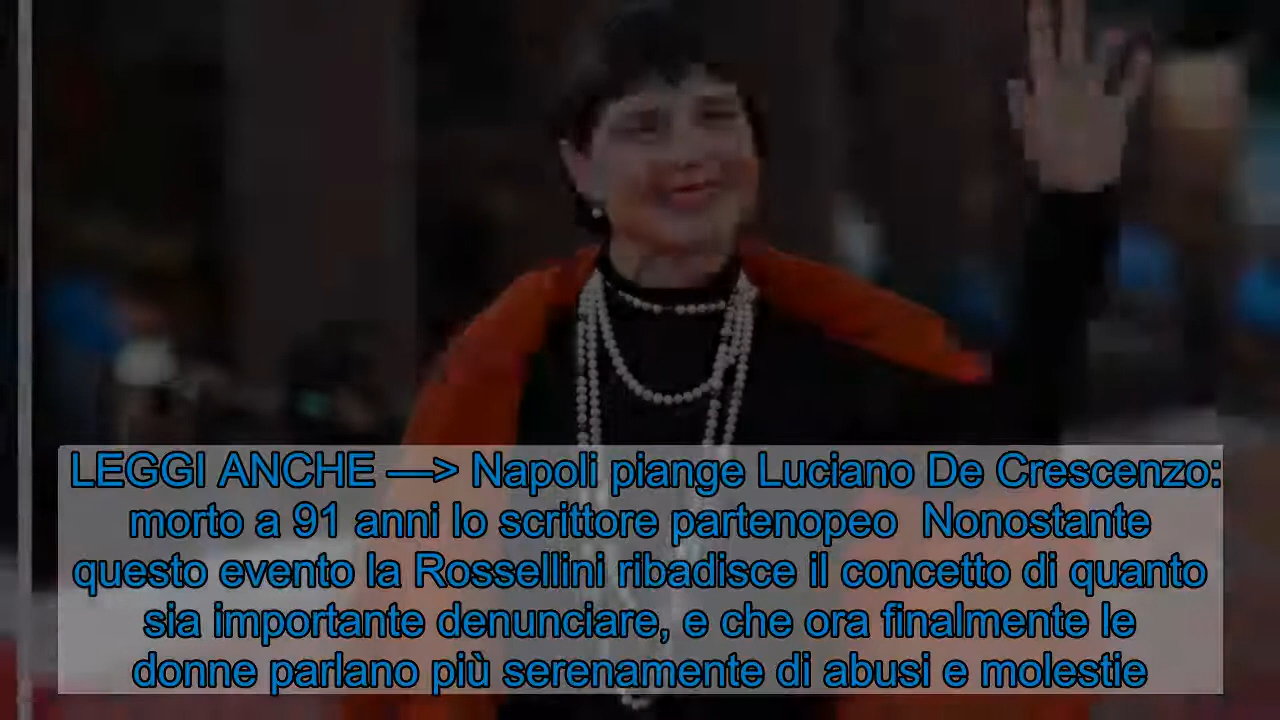 LEGGI ANCHE —> Napoli piange Luciano De Crescenzo:
morto a 91 anni lo scrittore partenopeo  Nonostante
questo evento la Rossellini ribadisce il concetto di quanto
sia importante denunciare, e che ora finalmente le
donne parlano più serenamente di abusi e molestie